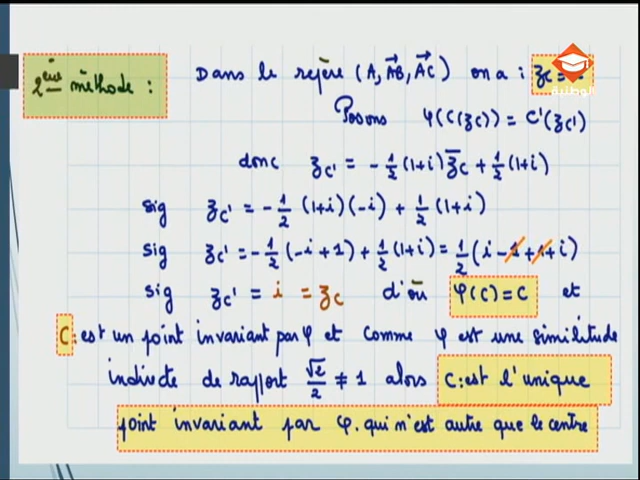 2ème méthode :
Dans le repère (A, AB, AC) on a : zC =
الوطنية
Posons φ(C(zC)) = C'(zC')
donc zC' = -1/2 (1+i) z̄C + 1/2 (1+i)
sig zC' = -1/2 (1+i)(-i) + 1/2 (1+i)
sig zC' = -1/2 (-i+1) + 1/2 (1+i) = 1/2 (i-1+1+i)
sig zC' = i = zC d'où φ(C) = C et
C: est un point invariant par φ et comme φ est une similitude
indirecte de rapport √2/2 ≠ 1 alors C: est l'unique
point invariant par φ. qui n'est autre que le centre